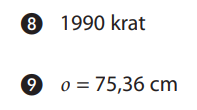 8 1990 krat
9 o = 75,36 cm